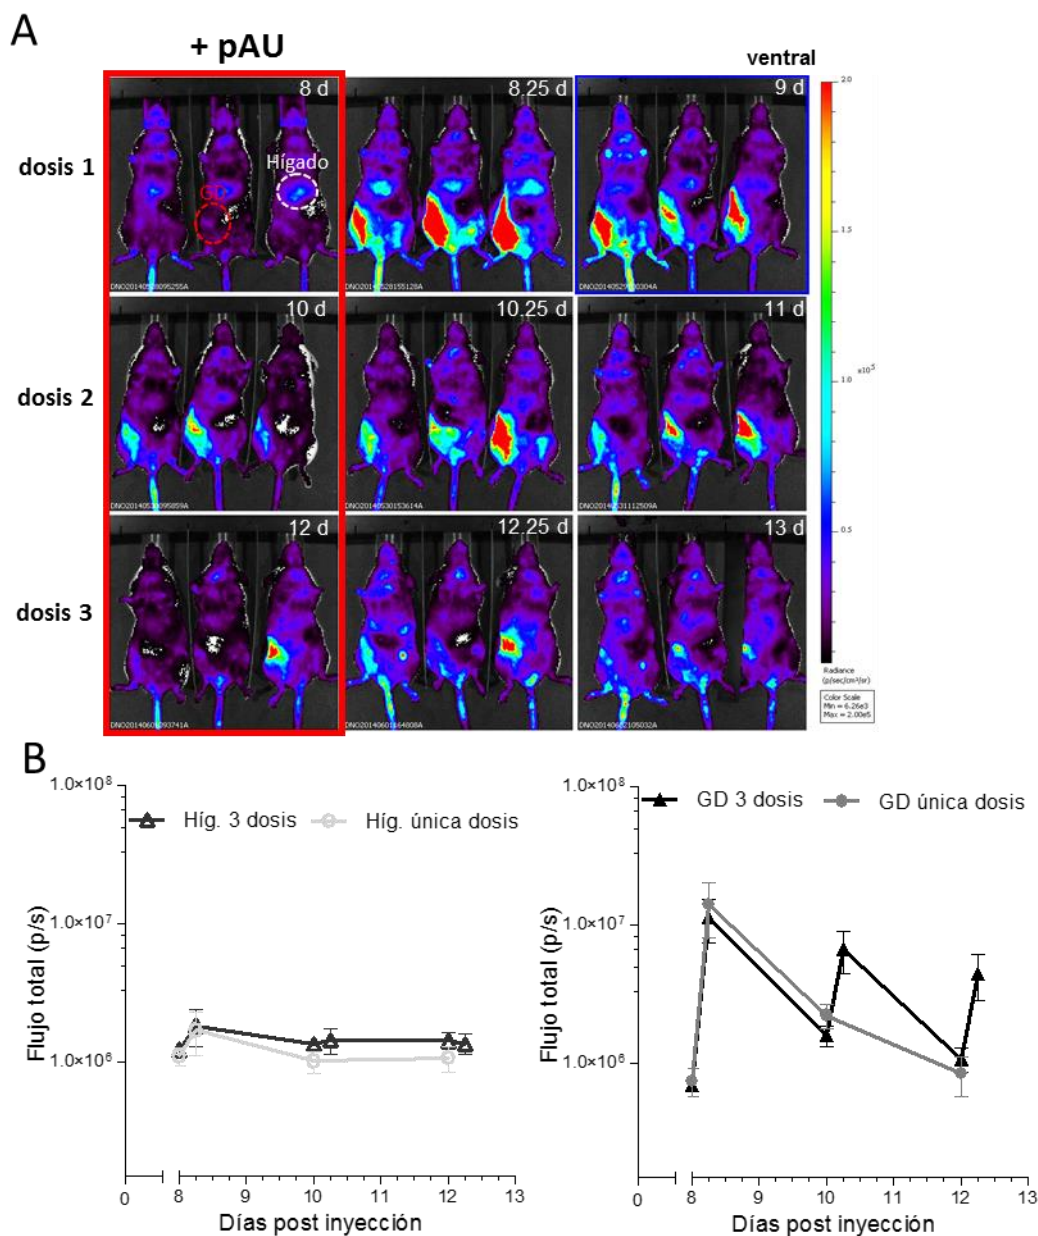 A
+ pAU
ventral
dosis 1
8 d
GD
Hígado
DNO20140528095255A
8.25 d
DNO20140528155128A
9 d
2.0
1.5
1.0
x10⁵
0.5
Radiance
(p/sec/cm²/sr)
Color Scale
Min = 6.26e3
Max = 2.00e5
dosis 2
10 d
10.25 d
DNO20140530153614A
11 d
dosis 3
12 d
12.25 d
13 d
B
1.0×10⁸
1.0×10⁷
1.0×10⁶
Flujo total (p/s)
Híg. 3 dosis
Híg. única dosis
0 8 9 10 11 12 13
Días post inyección
1.0×10⁸
1.0×10⁷
1.0×10⁶
Flujo total (p/s)
GD 3 dosis
GD única dosis
0 8 9 10 11 12 13
Días post inyección